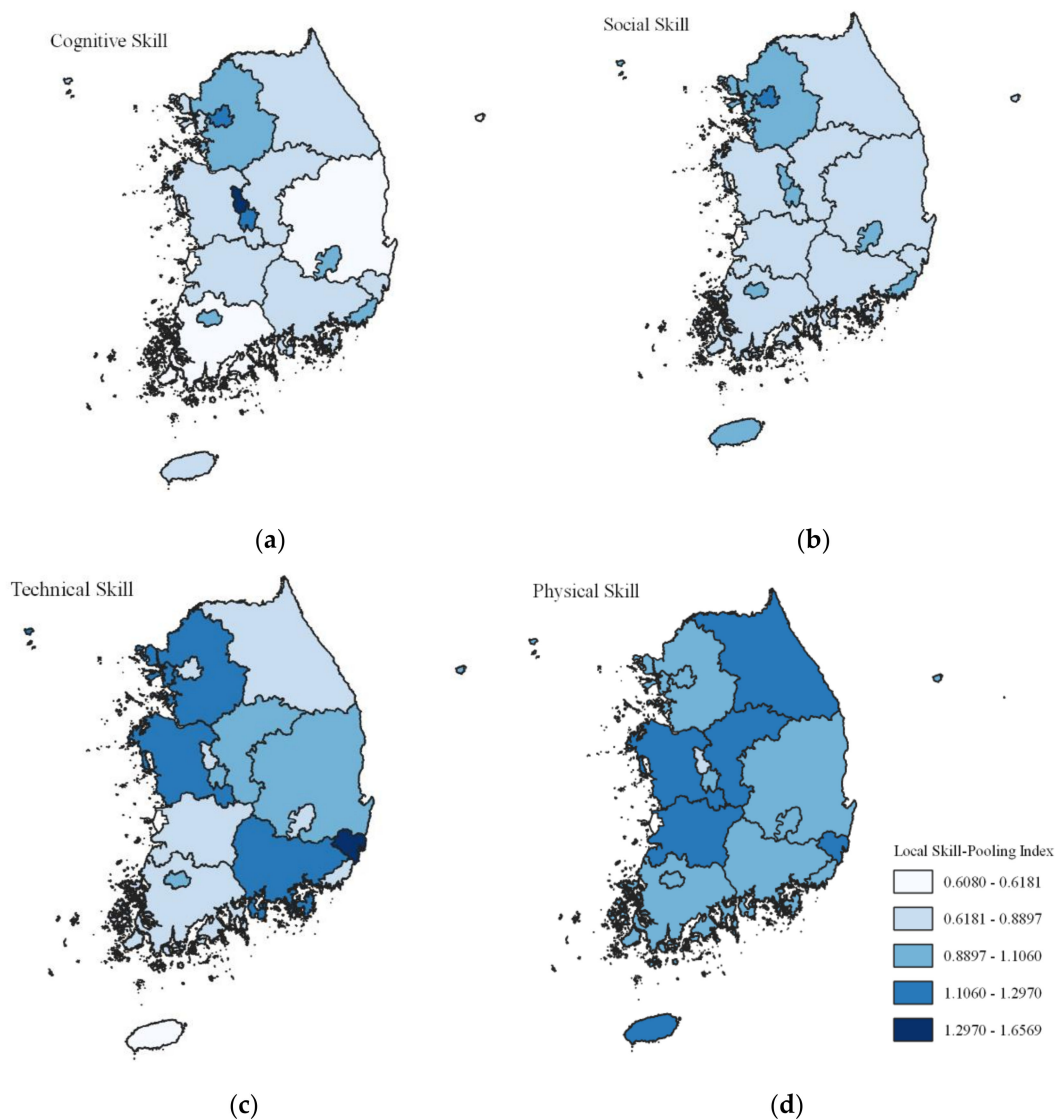 Cognitive Skill
Social Skill
(a)
(b)
Technical Skill
Physical Skill
Local Skill-Pooling Index
0.6080 - 0.6181
0.6181 - 0.8897
0.8897 - 1.1060
1.1060 - 1.2970
1.2970 - 1.6569
(c)
(d)